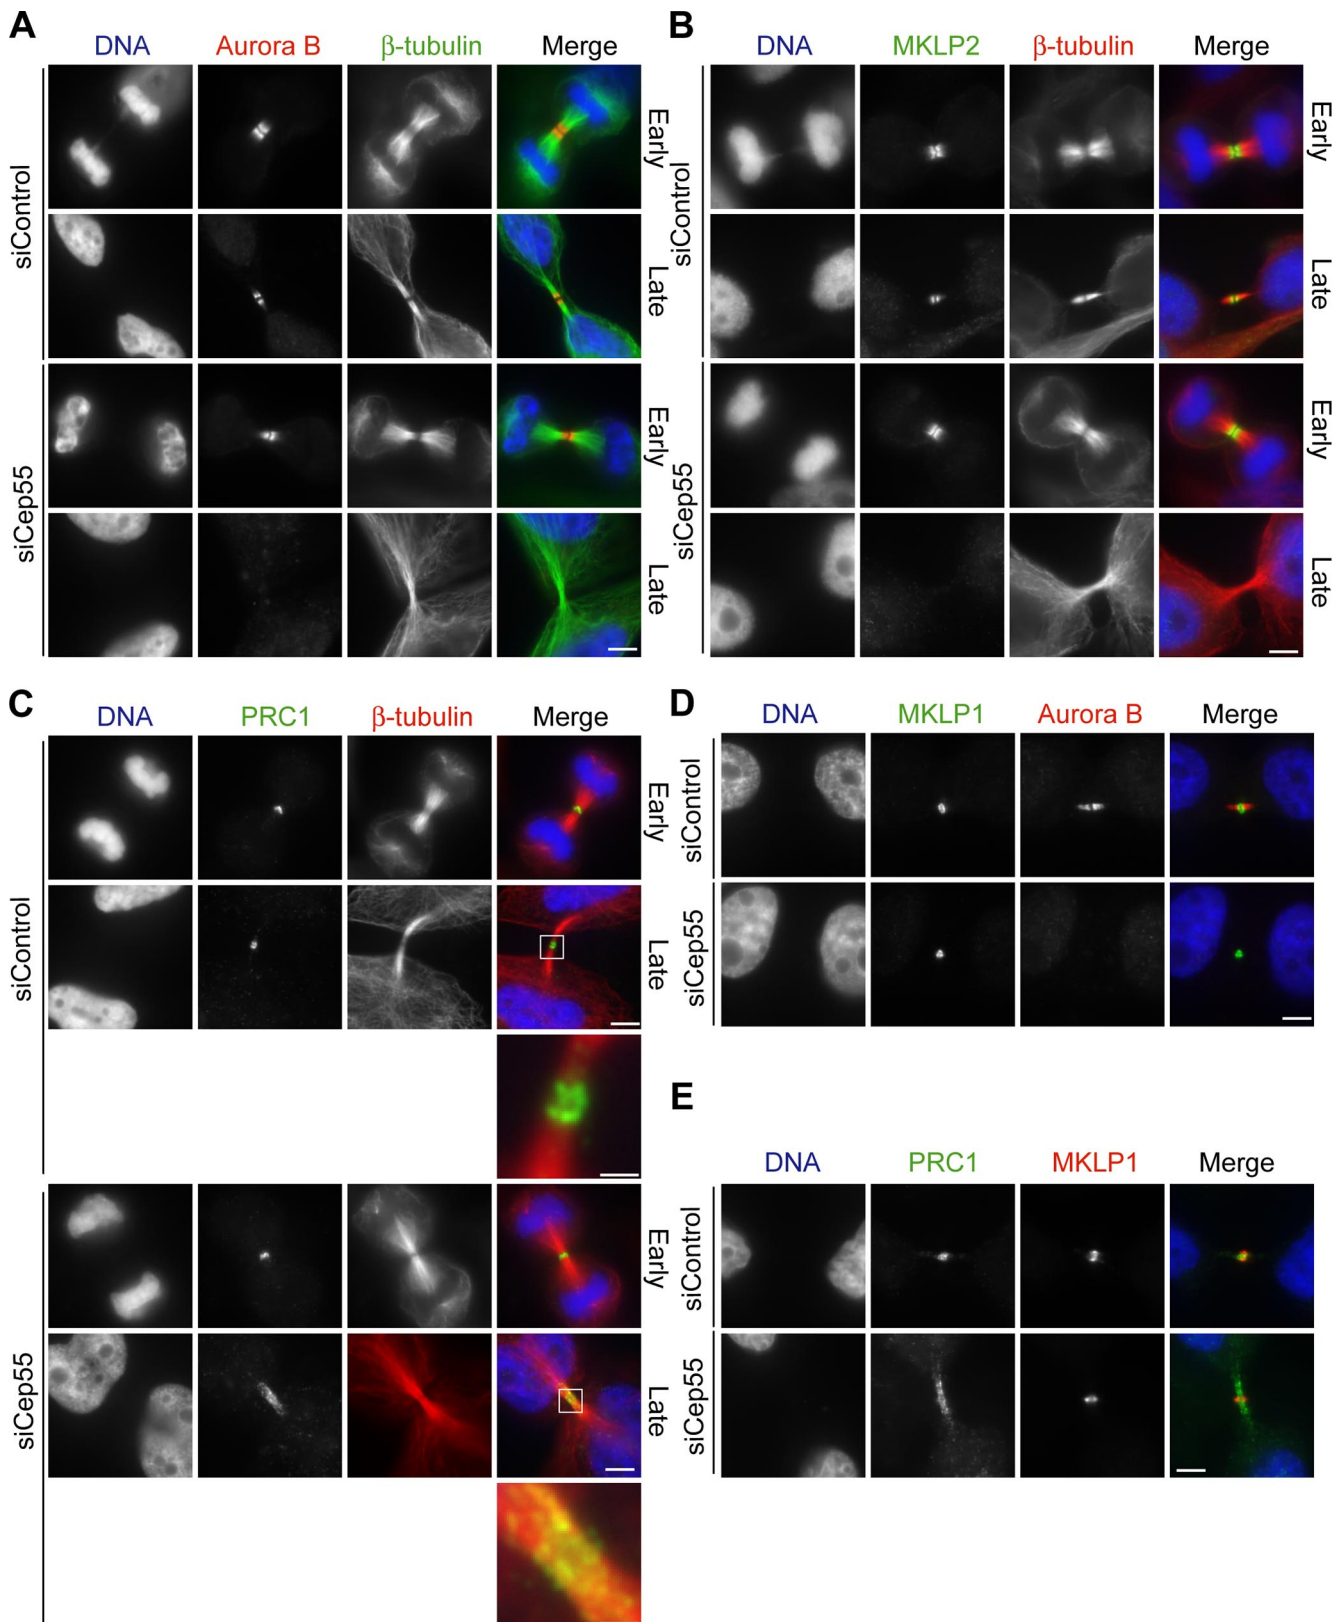 A
DNA Aurora B β-tubulin Merge
siControl
Early
Late
siCep55
Early
Late
B
DNA MKLP2 β-tubulin Merge
siControl
Early
Late
siCep55
Early
Late
C
DNA PRC1 β-tubulin Merge
siControl
Early
Late
siCep55
Early
Late
D
DNA MKLP1 Aurora B Merge
siControl
siCep55
E
DNA PRC1 MKLP1 Merge
siControl
siCep55